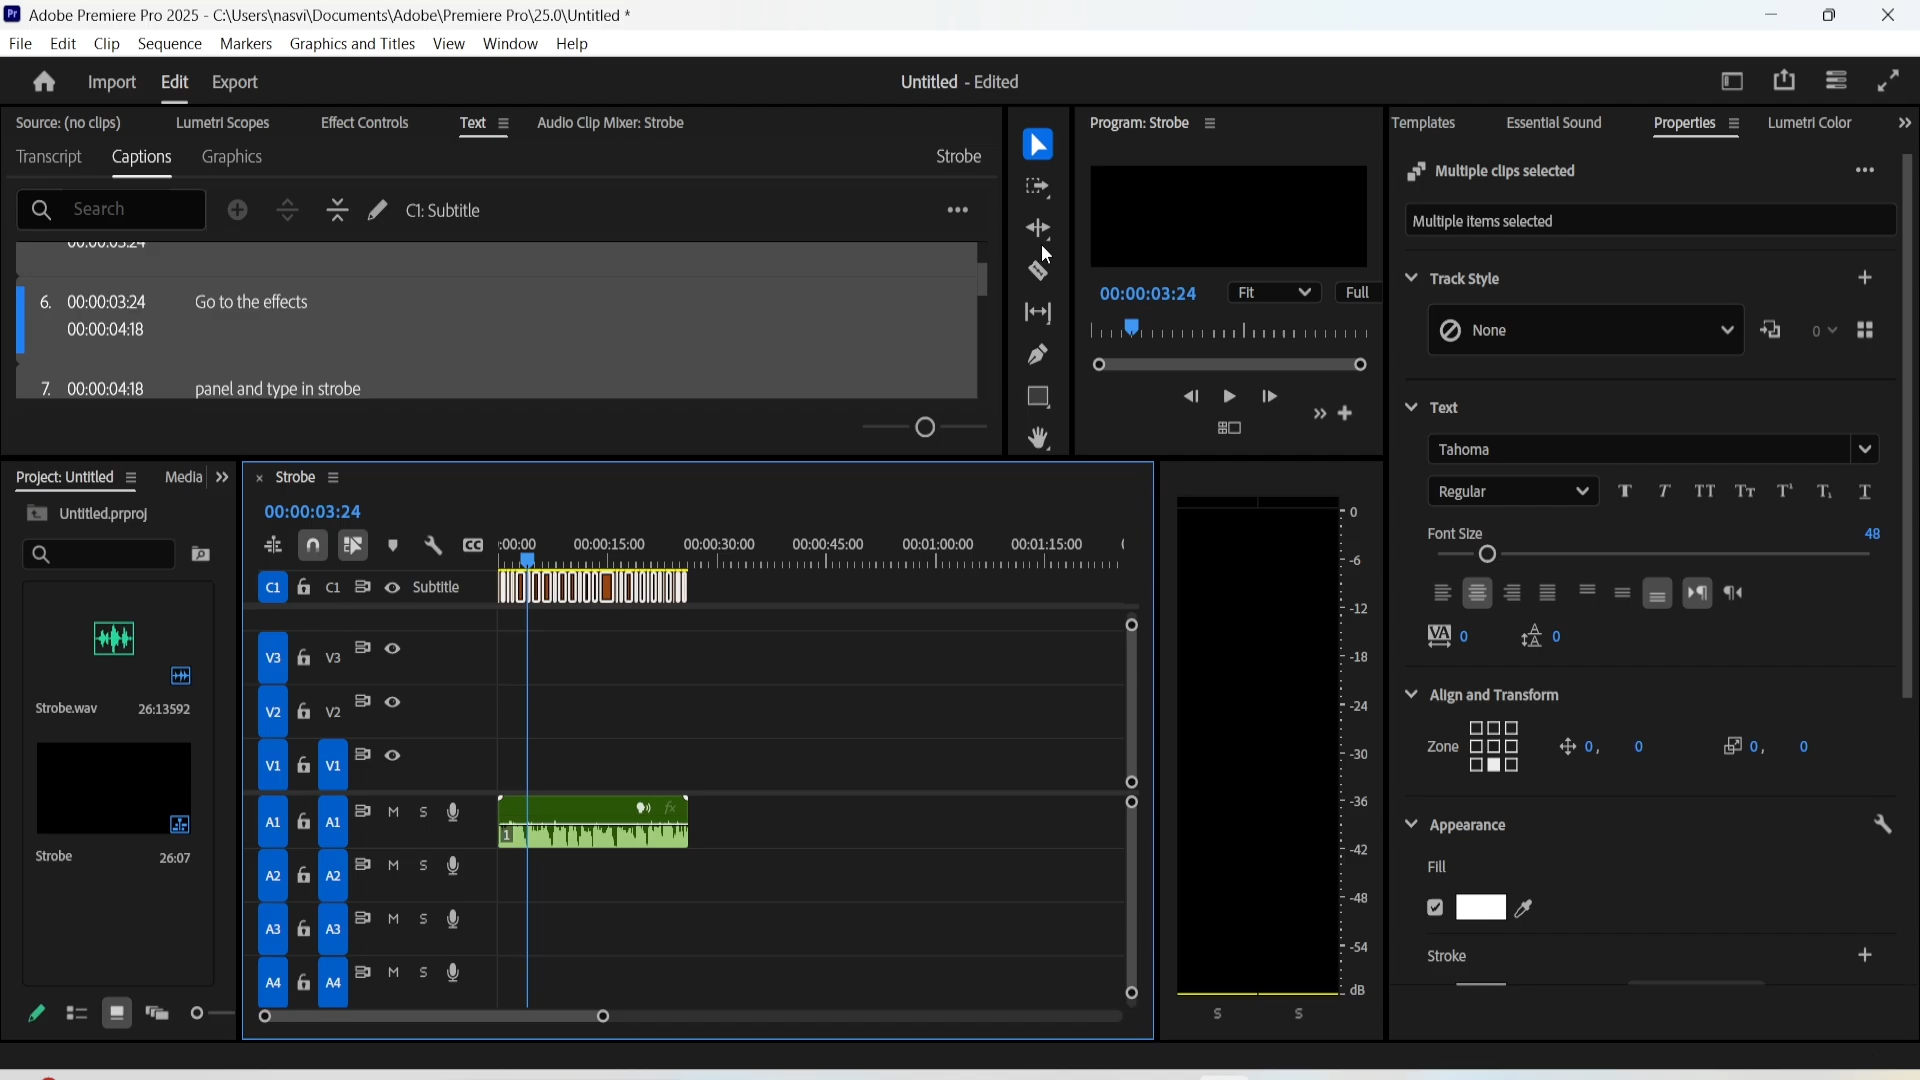 Adobe Premiere Pro 2025 - C:\Users\nasvi\Documents\Adobe\Premiere Pro\25.0\Untitled *
File Edit Clip Sequence Markers Graphics and Titles View Window Help
Import Edit Export
Untitled - Edited
Source: (no clips) Lumetri Scopes Effect Controls Text Audio Clip Mixer: Strobe
Transcript Captions Graphics
Strobe
Search
C1: Subtitle
00:00:03:24
6. 00:00:03:24 Go to the effects
00:00:04:18
7. 00:00:04:18 panel and type in strobe
Program: Strobe
00:00:03:24 Fit Full
Templates Essential Sound Properties Lumetri Color
Multiple clips selected
Multiple items selected
Track Style
None
0
Text
Tahoma
Regular
Font Size 48
0 0
Align and Transform
Zone 0, 0 0, 0
Appearance
Fill
Stroke
Project: Untitled Media
Untitled.prproj
Strobe.wav 26:13592
Strobe 26:07
Strobe
00:00:03:24
:00:00 00:00:15:00 00:00:30:00 00:00:45:00 00:01:00:00 00:01:15:00
C1 C1 Subtitle
V3 V3
V2 V2
V1 V1
A1 A1 M S
1 fx
A2 A2 M S
A3 A3 M S
A4 A4 M S
0
-6
-12
-18
-24
-30
-36
-42
-48
-54
dB
S S